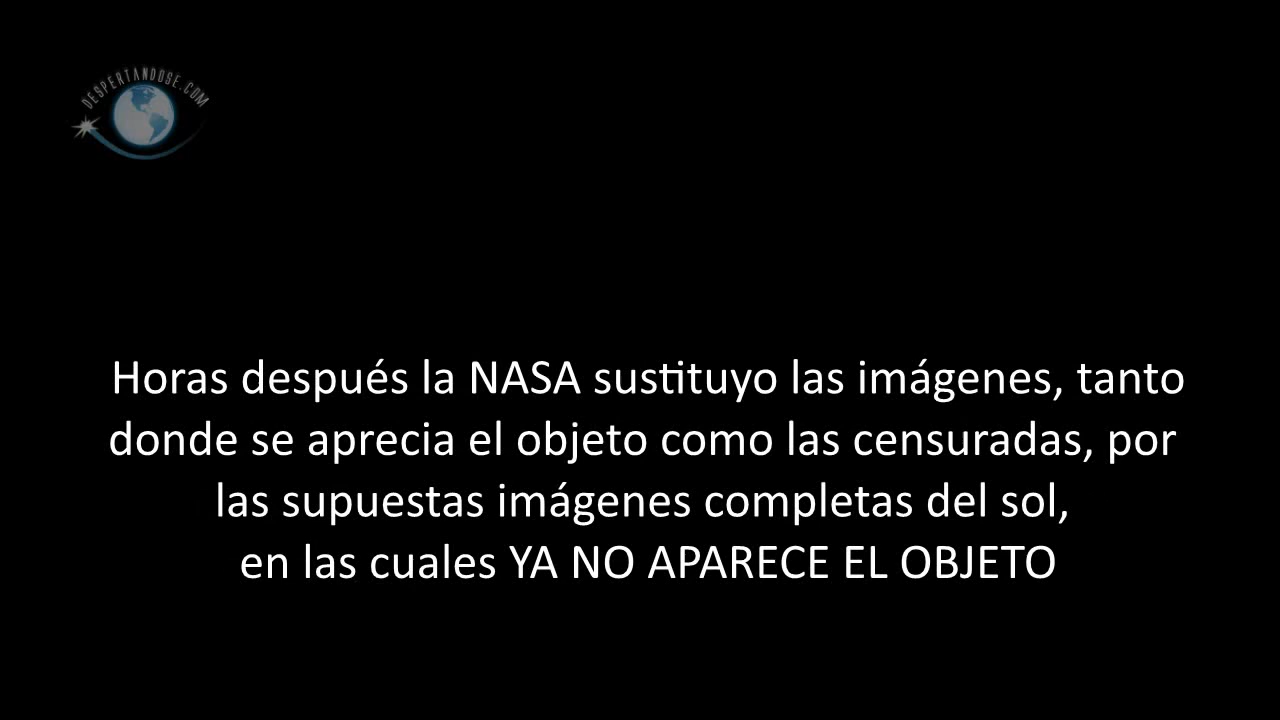 DESPERTANDOSE.COM
Horas después la NASA sustituyo las imágenes, tanto
donde se aprecia el objeto como las censuradas, por
las supuestas imágenes completas del sol,
en las cuales YA NO APARECE EL OBJETO